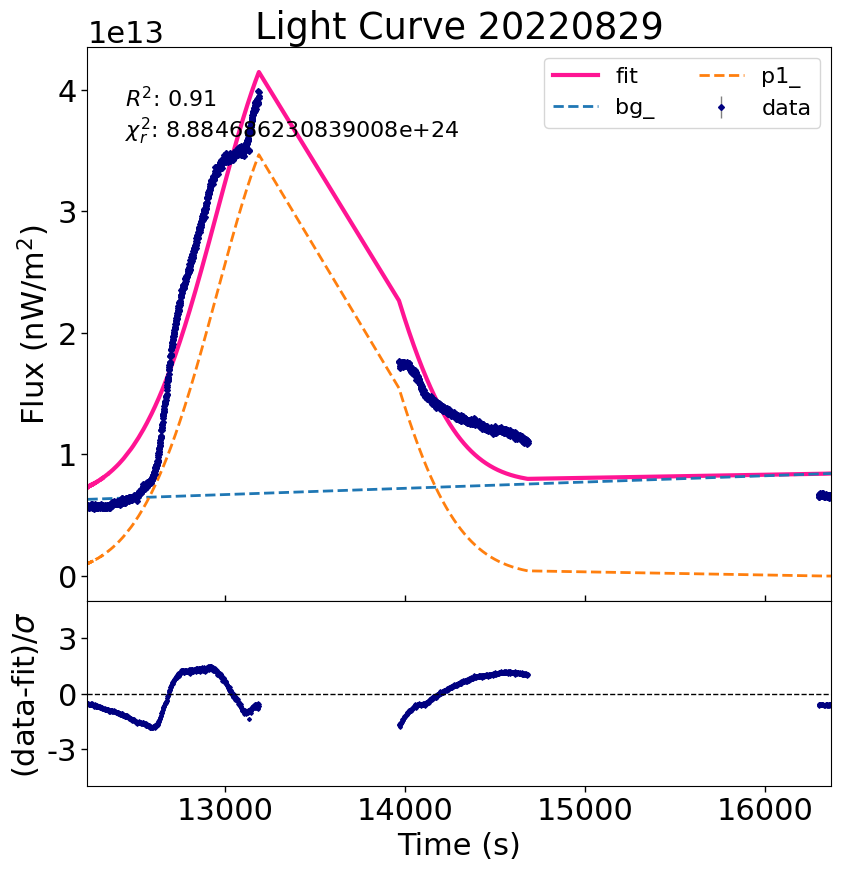 Light Curve 20220829
1e13
R²: 0.91
χ²ᵣ: 8.884686230839008e+24
fit
bg_
p1_
data
Flux (nW/m²)
4
3
2
1
0
(data-fit)/σ
3
0
-3
13000 14000 15000 16000
Time (s)